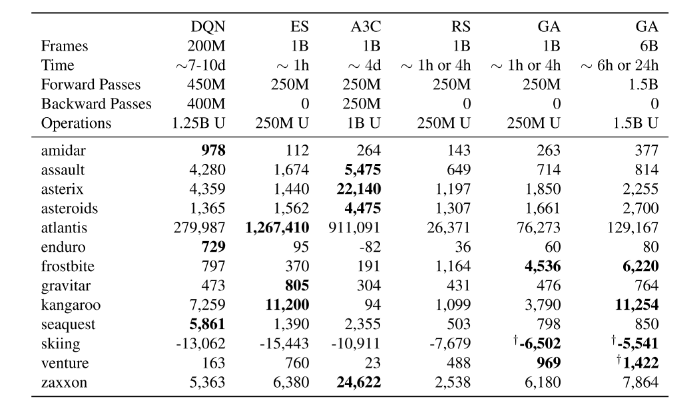 DQN ES A3C RS GA GA
Frames 200M 1B 1B 1B 1B 6B
Time ∼7-10d ∼ 1h ∼ 4d ∼ 1h or 4h ∼ 1h or 4h ∼ 6h or 24h
Forward Passes 450M 250M 250M 250M 250M 1.5B
Backward Passes 400M 0 250M 0 0 0
Operations 1.25B U 250M U 1B U 250M U 250M U 1.5B U
amidar 978 112 264 143 263 377
assault 4,280 1,674 5,475 649 714 814
asterix 4,359 1,440 22,140 1,197 1,850 2,255
asteroids 1,365 1,562 4,475 1,307 1,661 2,700
atlantis 279,987 1,267,410 911,091 26,371 76,273 129,167
enduro 729 95 -82 36 60 80
frostbite 797 370 191 1,164 4,536 6,220
gravitar 473 805 304 431 476 764
kangaroo 7,259 11,200 94 1,099 3,790 11,254
seaquest 5,861 1,390 2,355 503 798 850
skiing -13,062 -15,443 -10,911 -7,679 †-6,502 †-5,541
venture 163 760 23 488 969 †1,422
zaxxon 5,363 6,380 24,622 2,538 6,180 7,864